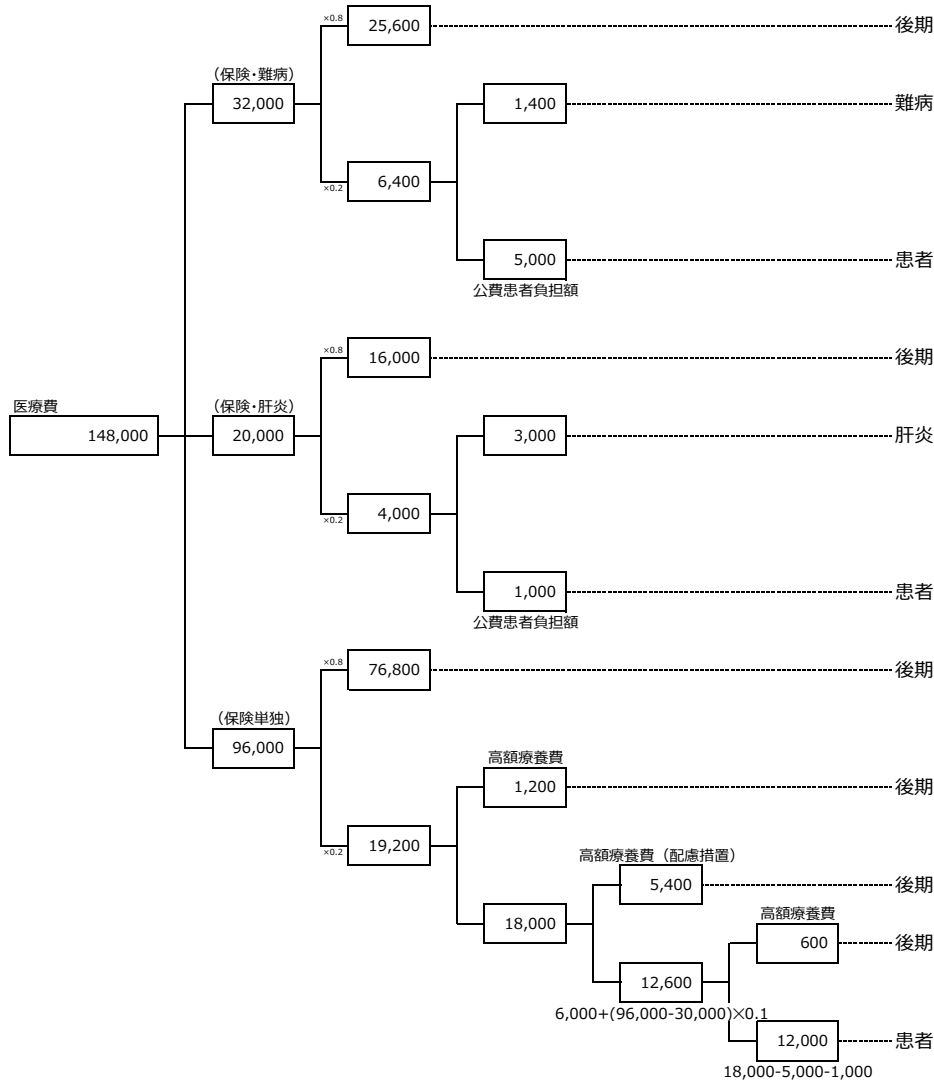 ×0.8
25,600
後期
（保険・難病）
32,000
1,400
難病
×0.2
6,400
5,000
患者
公費患者負担額
×0.8
16,000
後期
医療費
148,000
（保険・肝炎）
20,000
3,000
肝炎
×0.2
4,000
1,000
患者
公費患者負担額
×0.8
76,800
後期
（保険単独）
96,000
高額療養費
1,200
後期
×0.2
19,200
高額療養費（配慮措置）
5,400
後期
18,000
高額療養費
600
後期
12,600
6,000+(96,000-30,000)×0.1
12,000
患者
18,000-5,000-1,000